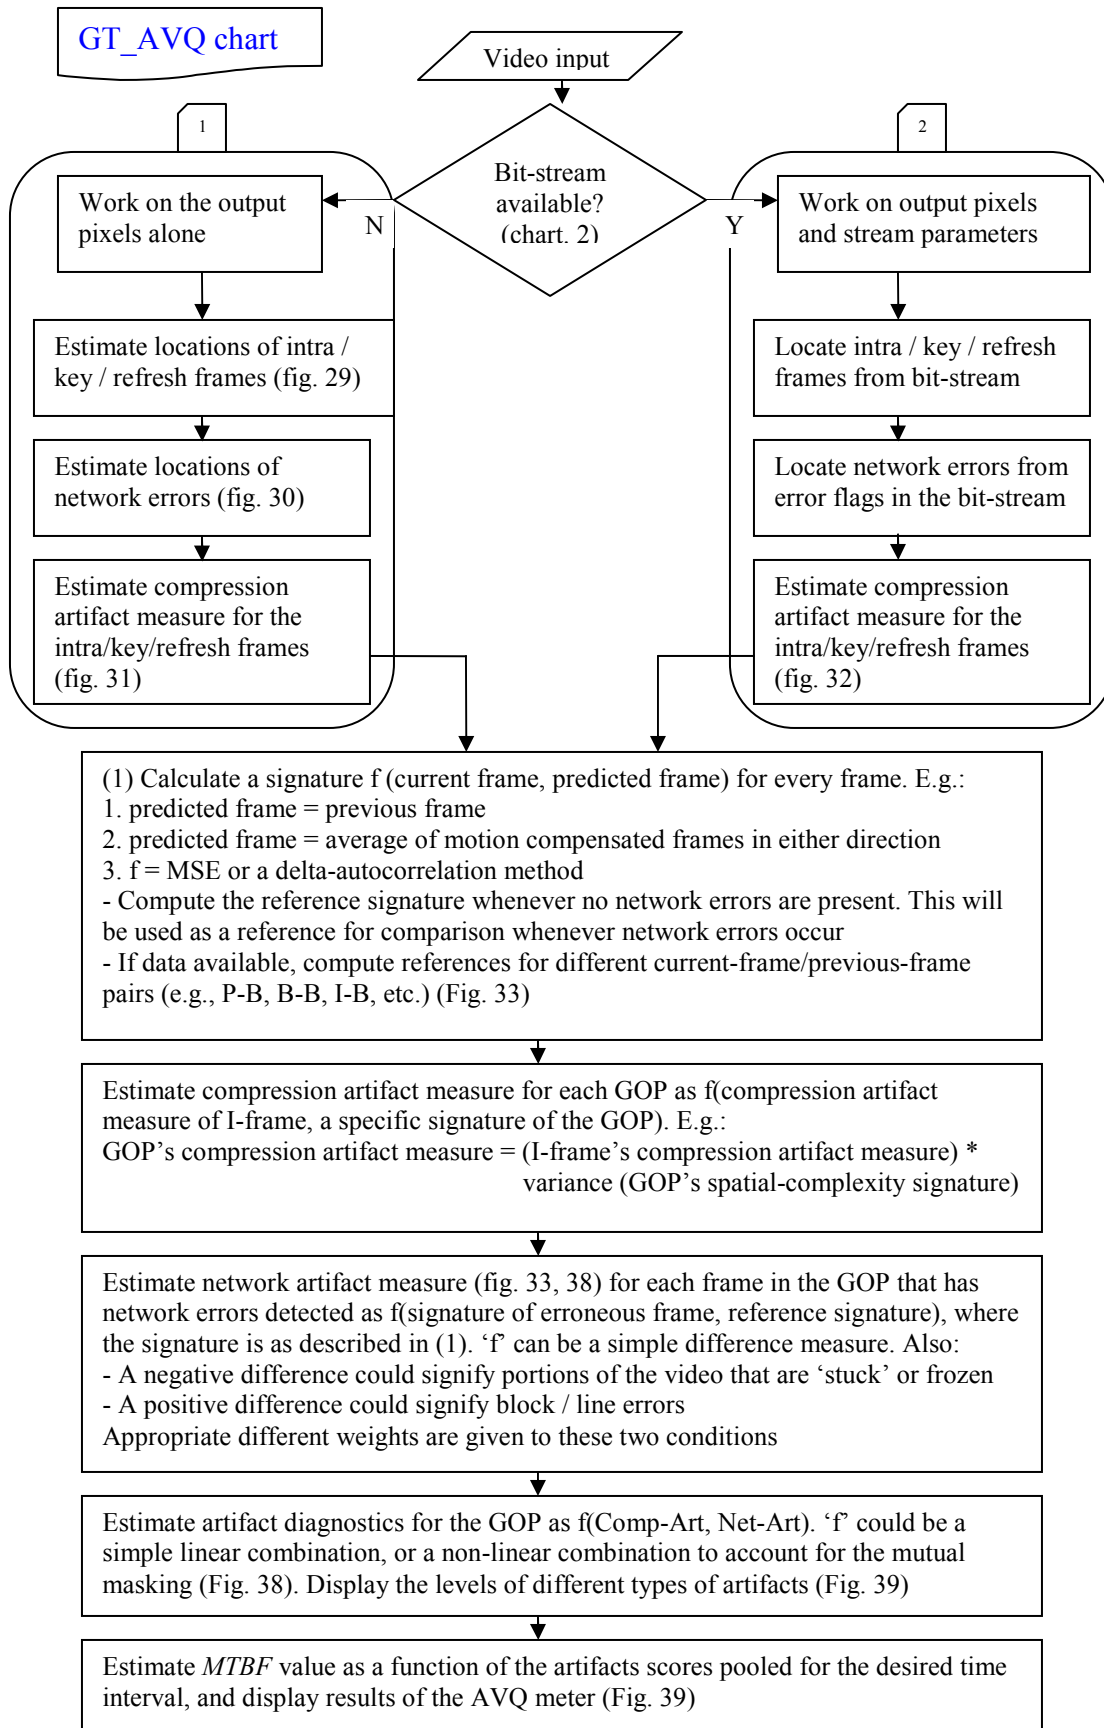 GT_AVQ chart
Video input
1
2
Bit-stream
available?
(chart. 2)
N
Y
Work on the output
pixels alone
Work on output pixels
and stream parameters
Estimate locations of intra /
key / refresh frames (fig. 29)
Locate intra / key / refresh
frames from bit-stream
Estimate locations of
network errors (fig. 30)
Locate network errors from
error flags in the bit-stream
Estimate compression
artifact measure for the
intra/key/refresh frames
(fig. 31)
Estimate compression
artifact measure for the
intra/key/refresh frames
(fig. 32)
(1) Calculate a signature f (current frame, predicted frame) for every frame. E.g.:
1. predicted frame = previous frame
2. predicted frame = average of motion compensated frames in either direction
3. f = MSE or a delta-autocorrelation method
- Compute the reference signature whenever no network errors are present. This will
be used as a reference for comparison whenever network errors occur
- If data available, compute references for different current-frame/previous-frame
pairs (e.g., P-B, B-B, I-B, etc.) (Fig. 33)
Estimate compression artifact measure for each GOP as f(compression artifact
measure of I-frame, a specific signature of the GOP). E.g.:
GOP’s compression artifact measure = (I-frame’s compression artifact measure) *
variance (GOP’s spatial-complexity signature)
Estimate network artifact measure (fig. 33, 38) for each frame in the GOP that has
network errors detected as f(signature of erroneous frame, reference signature), where
the signature is as described in (1). ‘f’ can be a simple difference measure. Also:
- A negative difference could signify portions of the video that are ‘stuck’ or frozen
- A positive difference could signify block / line errors
Appropriate different weights are given to these two conditions
Estimate artifact diagnostics for the GOP as f(Comp-Art, Net-Art). ‘f’ could be a
simple linear combination, or a non-linear combination to account for the mutual
masking (Fig. 38). Display the levels of different types of artifacts (Fig. 39)
Estimate MTBF value as a function of the artifacts scores pooled for the desired time
interval, and display results of the AVQ meter (Fig. 39)